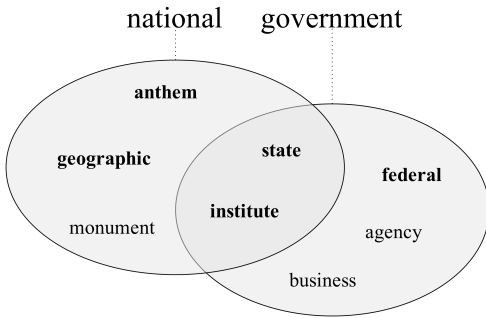 national government
anthem
state
geographic
federal
institute
monument
agency
business